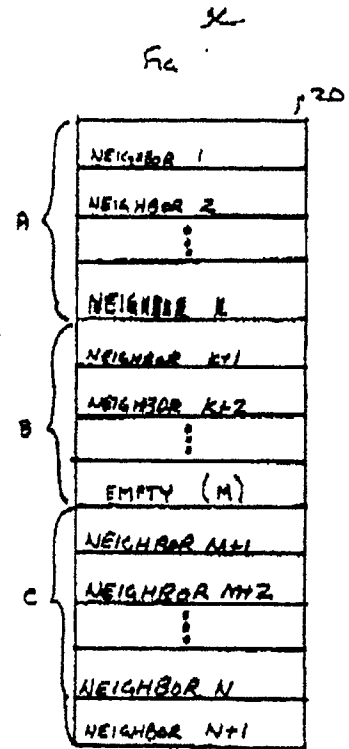 Fig
20
A
NEIGHBOR 1
NEIGHBOR 2
NEIGHBOR K
B
NEIGHBOR K+1
NEIGHBOR K+2
EMPTY (M)
C
NEIGHBOR M+1
NEIGHBOR M+2
NEIGHBOR N
NEIGHBOR N+1